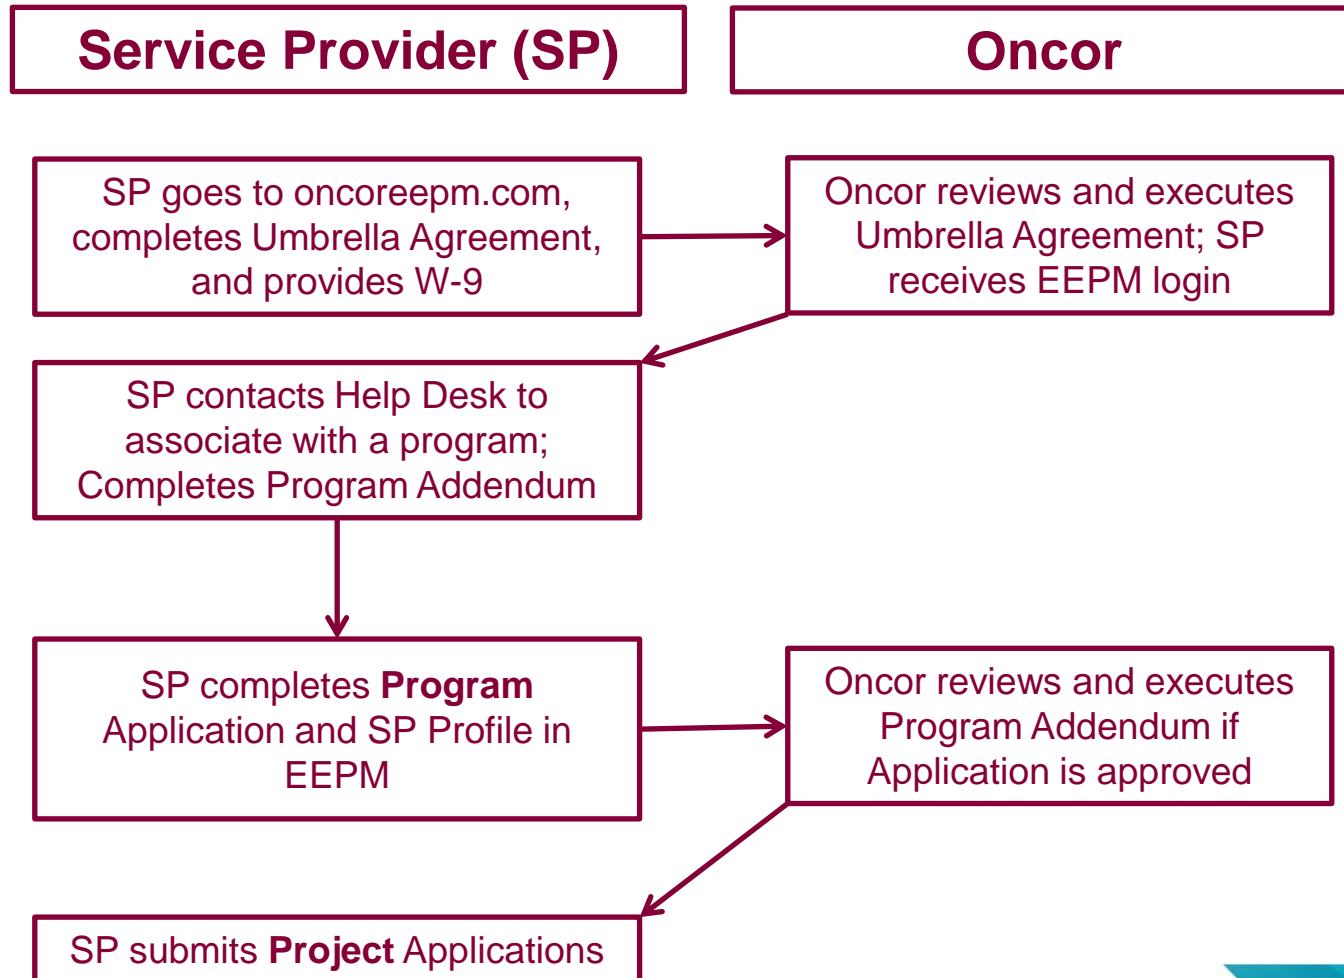 Service Provider (SP)
Oncor
SP goes to oncoreepm.com,
completes Umbrella Agreement,
and provides W-9
Oncor reviews and executes
Umbrella Agreement; SP
receives EEPM login
SP contacts Help Desk to
associate with a program;
Completes Program Addendum
SP completes Program
Application and SP Profile in
EEPM
Oncor reviews and executes
Program Addendum if
Application is approved
SP submits Project Applications